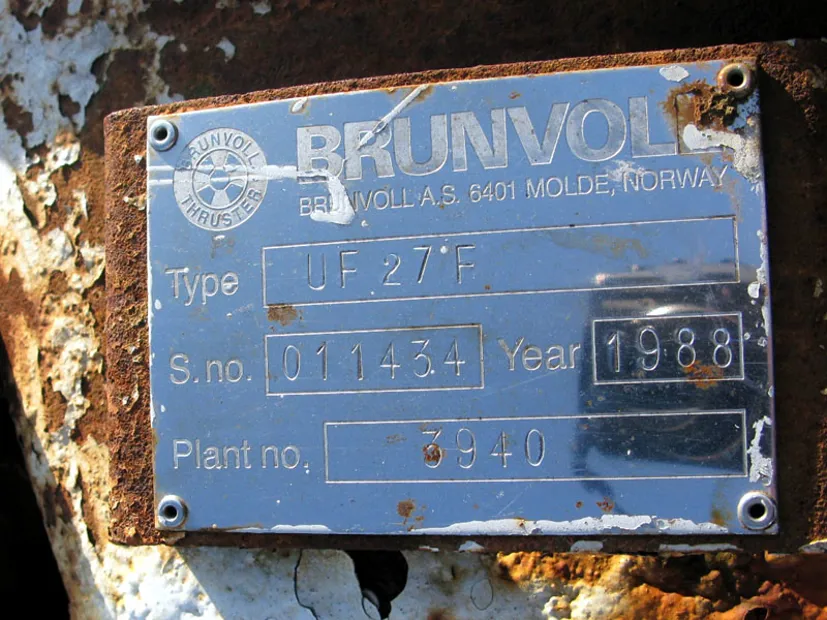 BRUNVOLL
THRUSTER
BRUNVOLL
BRUNVOLL A.S. 6401 MOLDE, NORWAY
Type UF 27 F
S.no. 011434 Year 1988
Plant no. 3940